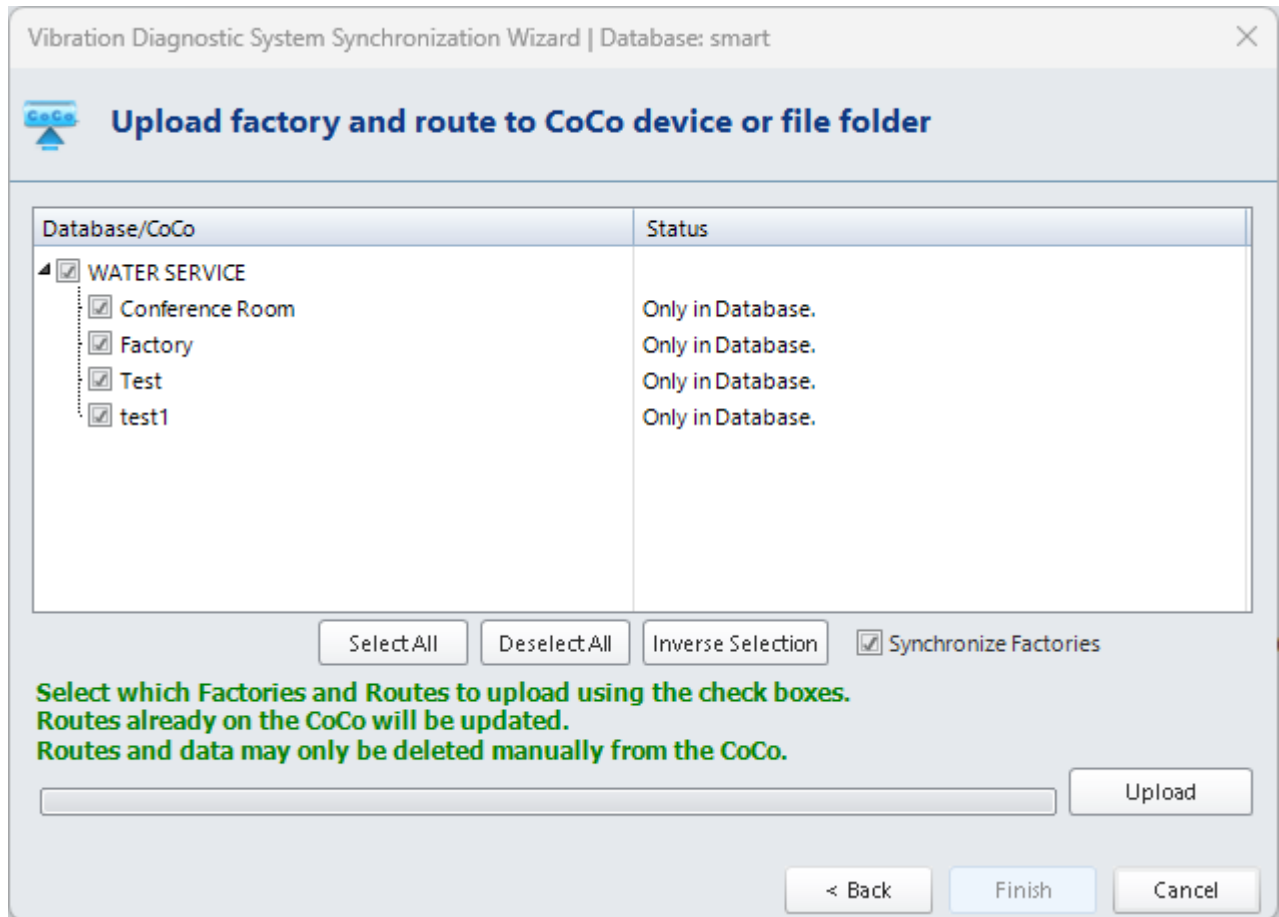 Vibration Diagnostic System Synchronization Wizard | Database: smart
CoCo
Upload factory and route to CoCo device or file folder
Database/CoCo Status
WATER SERVICE
Conference Room Only in Database.
Factory Only in Database.
Test Only in Database.
test1 Only in Database.
Select All Deselect All Inverse Selection Synchronize Factories
Select which Factories and Routes to upload using the check boxes.
Routes already on the CoCo will be updated.
Routes and data may only be deleted manually from the CoCo.
Upload
< Back Finish Cancel